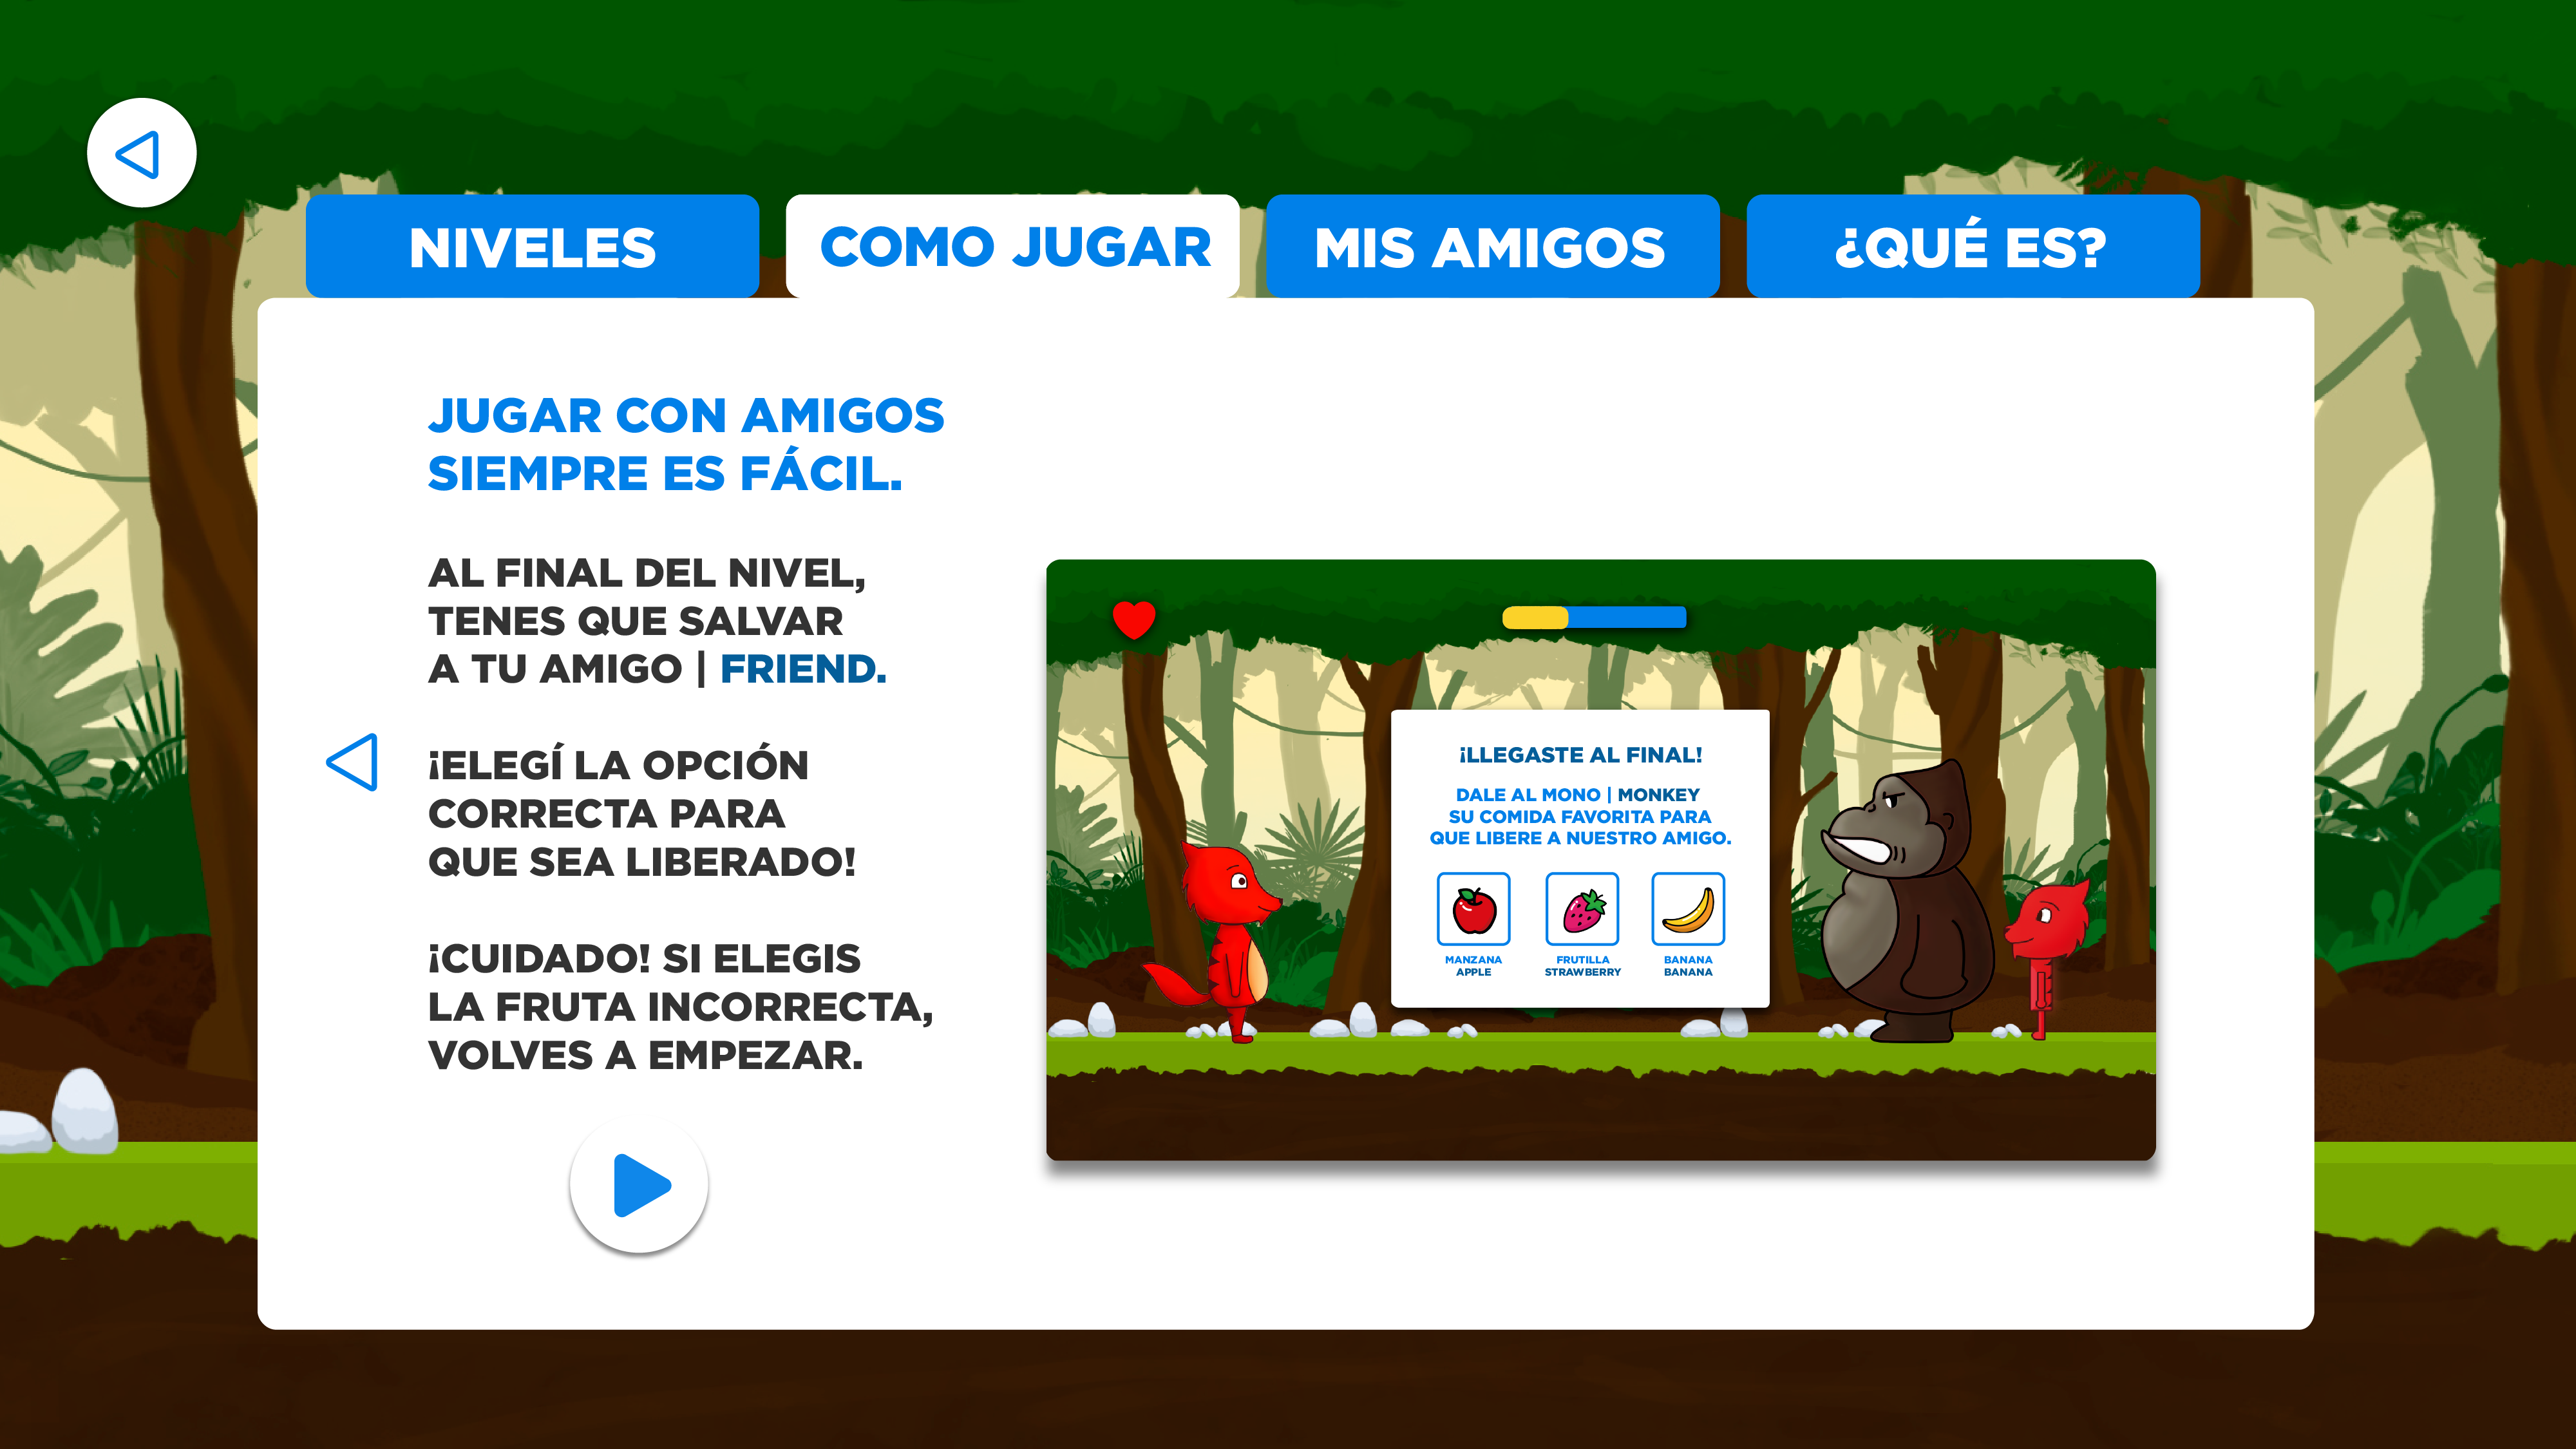 NIVELES
COMO JUGAR
MIS AMIGOS
¿QUÉ ES?
JUGAR CON AMIGOS
SIEMPRE ES FÁCIL.
AL FINAL DEL NIVEL,
TENES QUE SALVAR
A TU AMIGO | FRIEND.
¡ELEGÍ LA OPCIÓN
CORRECTA PARA
QUE SEA LIBERADO!
¡CUIDADO! SI ELEGIS
LA FRUTA INCORRECTA,
VOLVES A EMPEZAR.
¡LLEGASTE AL FINAL!
DALE AL MONO | MONKEY
SU COMIDA FAVORITA PARA
QUE LIBERE A NUESTRO AMIGO.
MANZANA
APPLE
FRUTILLA
STRAWBERRY
BANANA
BANANA